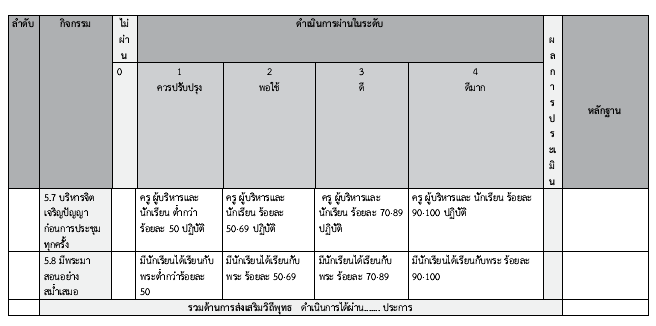 ลำดับ กิจกรรม ไม่ผ่าน ดำเนินการผ่านในระดับ ผลการประเมิน หลักฐาน
0 1 2 3 4
ควรปรับปรุง พอใช้ ดี ดีมาก
5.7 บริหารจิต ครู ผู้บริหารและ ครู ผู้บริหารและ ครู ผู้บริหารและ ครู ผู้บริหารและ นักเรียน ร้อยละ
เจริญปัญญา นักเรียน ต่ำกว่า นักเรียน ร้อยละ นักเรียน ร้อยละ 70-89 90-100 ปฏิบัติ
ก่อนการประชุม ร้อยละ 50 ปฏิบัติ 50-69 ปฏิบัติ ปฏิบัติ
ทุกครั้ง
5.8 มีพระมา มีนักเรียนได้เรียนกับ มีนักเรียนได้เรียนกับ มีนักเรียนได้เรียนกับ มีนักเรียนได้เรียนกับพระ ร้อยละ
สอนอย่าง พระต่ำกว่าร้อยละ พระ ร้อยละ 50-69 พระ ร้อยละ 70-89 90-100
สม่ำเสมอ 50
รวมด้านการส่งเสริมวิถีพุทธ ดำเนินการได้ผ่าน....... ประการ